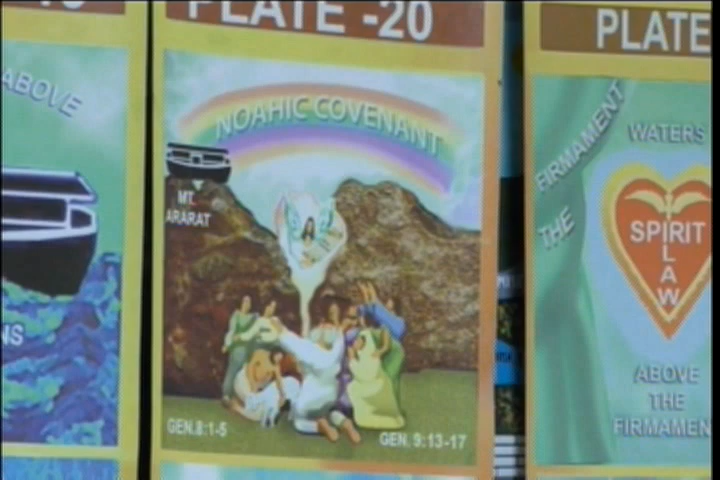 PLATE -20
PLATE
ABOVE
NOAHIC COVENANT
MT.
ARARAT
GEN.8:1-5
GEN. 9:13-17
NS
THE
FIRMAMENT
WATERS
SPIRIT
LAW
ABOVE
THE
FIRMAMEN